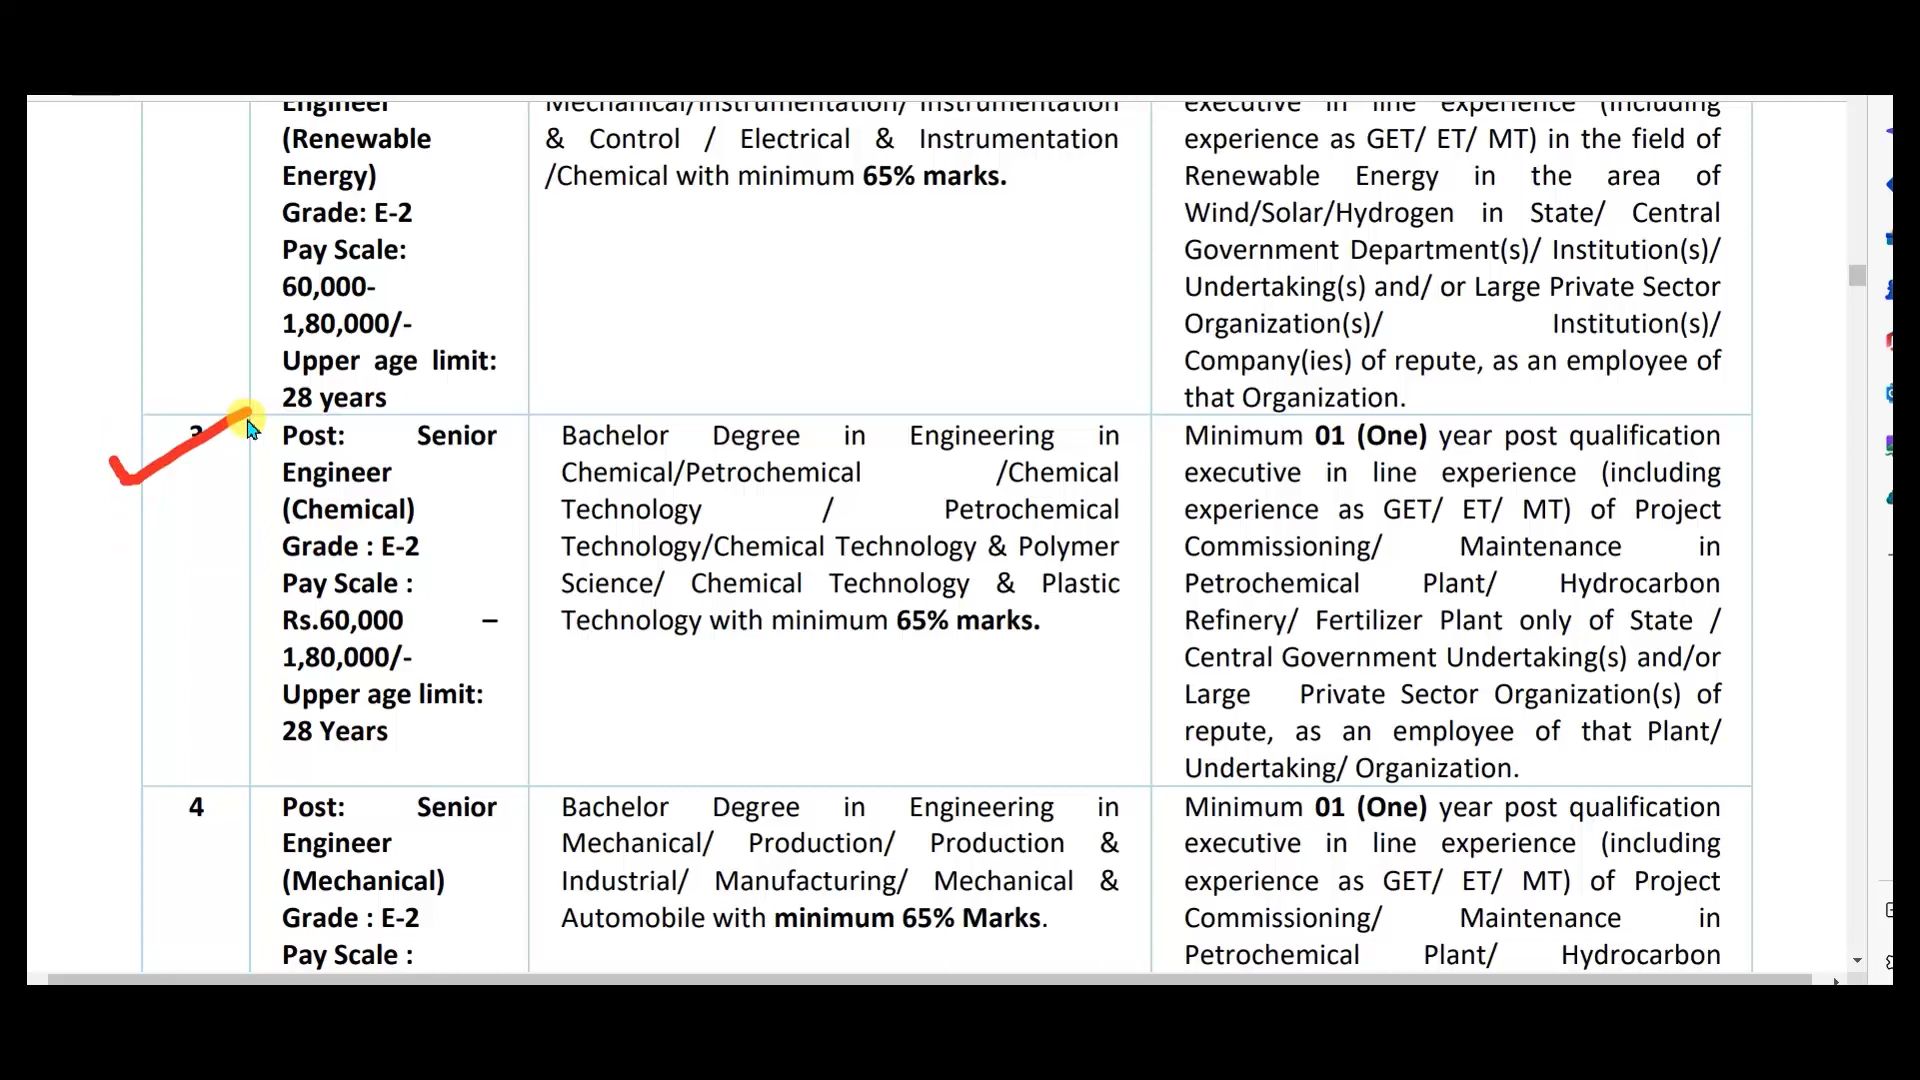 Engineer
(Renewable
Energy)
Grade: E-2
Pay Scale:
60,000-
1,80,000/-
Upper age limit:
28 years
Mechanical/Instrumentation/ Instrumentation
& Control / Electrical & Instrumentation
/Chemical with minimum 65% marks.
executive in line experience (including
experience as GET/ ET/ MT) in the field of
Renewable Energy in the area of
Wind/Solar/Hydrogen in State/ Central
Government Department(s)/ Institution(s)/
Undertaking(s) and/ or Large Private Sector
Organization(s)/ Institution(s)/
Company(ies) of repute, as an employee of
that Organization.
3
Post: Senior
Engineer
(Chemical)
Grade : E-2
Pay Scale :
Rs.60,000 –
1,80,000/-
Upper age limit:
28 Years
Bachelor Degree in Engineering in
Chemical/Petrochemical /Chemical
Technology / Petrochemical
Technology/Chemical Technology & Polymer
Science/ Chemical Technology & Plastic
Technology with minimum 65% marks.
Minimum 01 (One) year post qualification
executive in line experience (including
experience as GET/ ET/ MT) of Project
Commissioning/ Maintenance in
Petrochemical Plant/ Hydrocarbon
Refinery/ Fertilizer Plant only of State /
Central Government Undertaking(s) and/or
Large Private Sector Organization(s) of
repute, as an employee of that Plant/
Undertaking/ Organization.
4
Post: Senior
Engineer
(Mechanical)
Grade : E-2
Pay Scale :
Bachelor Degree in Engineering in
Mechanical/ Production/ Production &
Industrial/ Manufacturing/ Mechanical &
Automobile with minimum 65% Marks.
Minimum 01 (One) year post qualification
executive in line experience (including
experience as GET/ ET/ MT) of Project
Commissioning/ Maintenance in
Petrochemical Plant/ Hydrocarbon